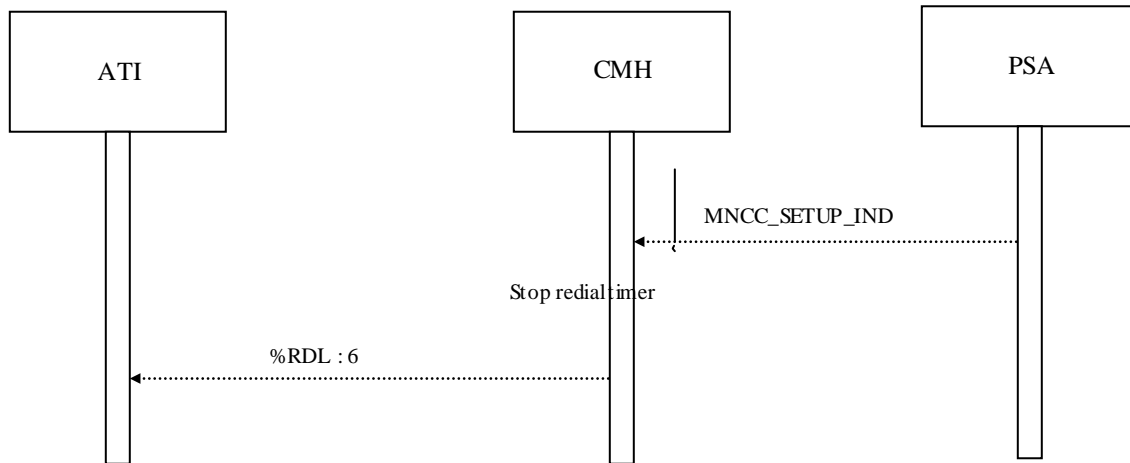 ATI
CMH
PSA
MNCC_SETUP_IND
Stop redial timer
%RDL : 6